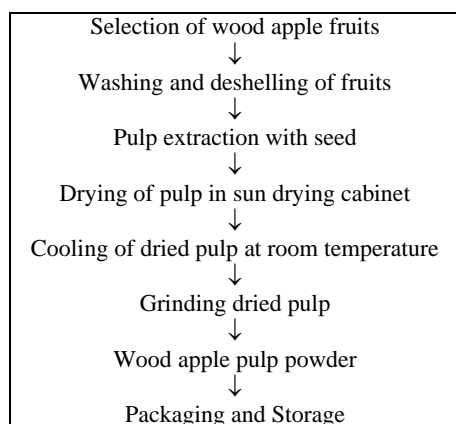 Selection of wood apple fruits
↓
Washing and deshelling of fruits
↓
Pulp extraction with seed
↓
Drying of pulp in sun drying cabinet
↓
Cooling of dried pulp at room temperature
↓
Grinding dried pulp
↓
Wood apple pulp powder
↓
Packaging and Storage